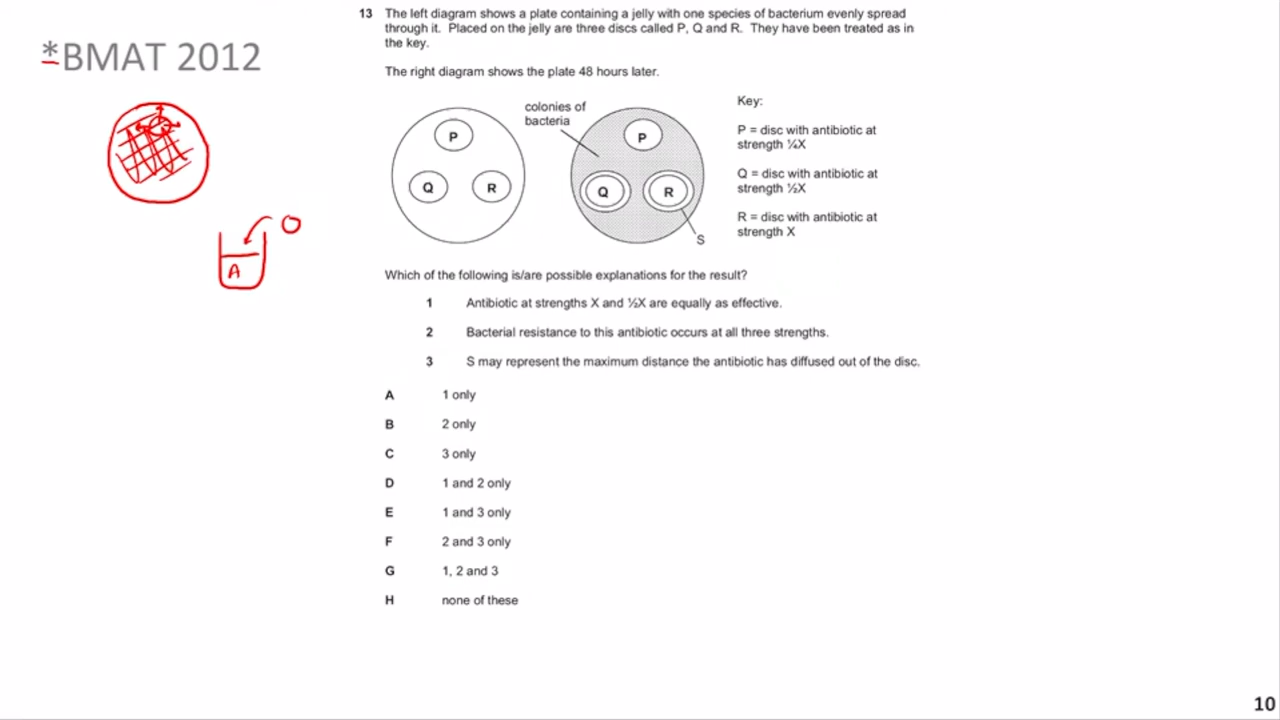 13 The left diagram shows a plate containing a jelly with one species of bacterium evenly spread
through it. Placed on the jelly are three discs called P, Q and R. They have been treated as in
the key.
*BMAT 2012
The right diagram shows the plate 48 hours later.
colonies of
bacteria
P
Q
R
P
Q
R
S
Key:
P = disc with antibiotic at
strength ¼X
Q = disc with antibiotic at
strength ½X
R = disc with antibiotic at
strength X
A
Which of the following is/are possible explanations for the result?
1 Antibiotic at strengths X and ½X are equally as effective.
2 Bacterial resistance to this antibiotic occurs at all three strengths.
3 S may represent the maximum distance the antibiotic has diffused out of the disc.
A 1 only
B 2 only
C 3 only
D 1 and 2 only
E 1 and 3 only
F 2 and 3 only
G 1, 2 and 3
H none of these
10